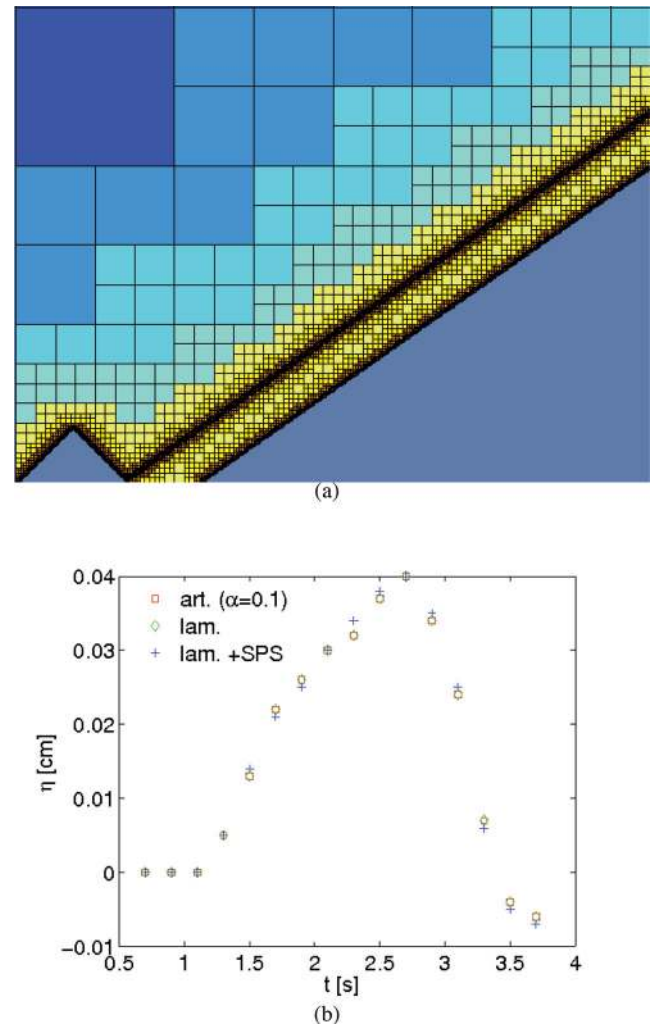 (a)
0.04
0.03
0.02
0.01
0
−0.01
η [cm]
art. (α=0.1)
lam.
lam. +SPS
0.5 1 1.5 2 2.5 3 3.5 4
t [s]
(b)